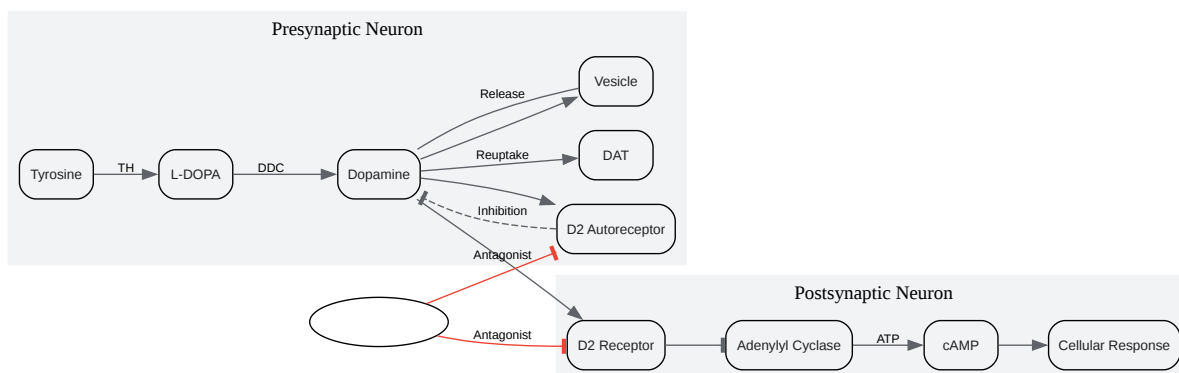 Presynaptic Neuron
Vesicle
Release
Tyrosine
TH
L-DOPA
DDC
Dopamine
Reuptake
DAT
Inhibition
D2 Autoreceptor
Antagonist
Postsynaptic Neuron
Antagonist
D2 Receptor
Adenylyl Cyclase
ATP
cAMP
Cellular Response